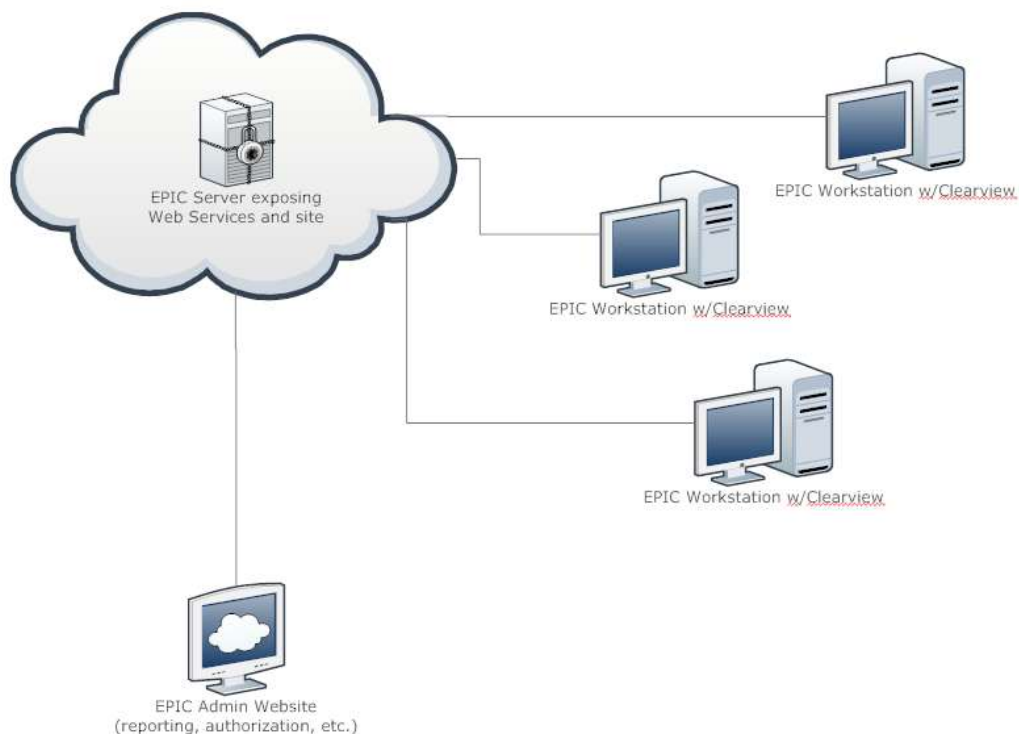 EPIC Server exposing
Web Services and site
EPIC Workstation w/Clearview
EPIC Workstation w/Clearview
EPIC Workstation w/Clearview
EPIC Admin Website
(reporting, authorization, etc.)